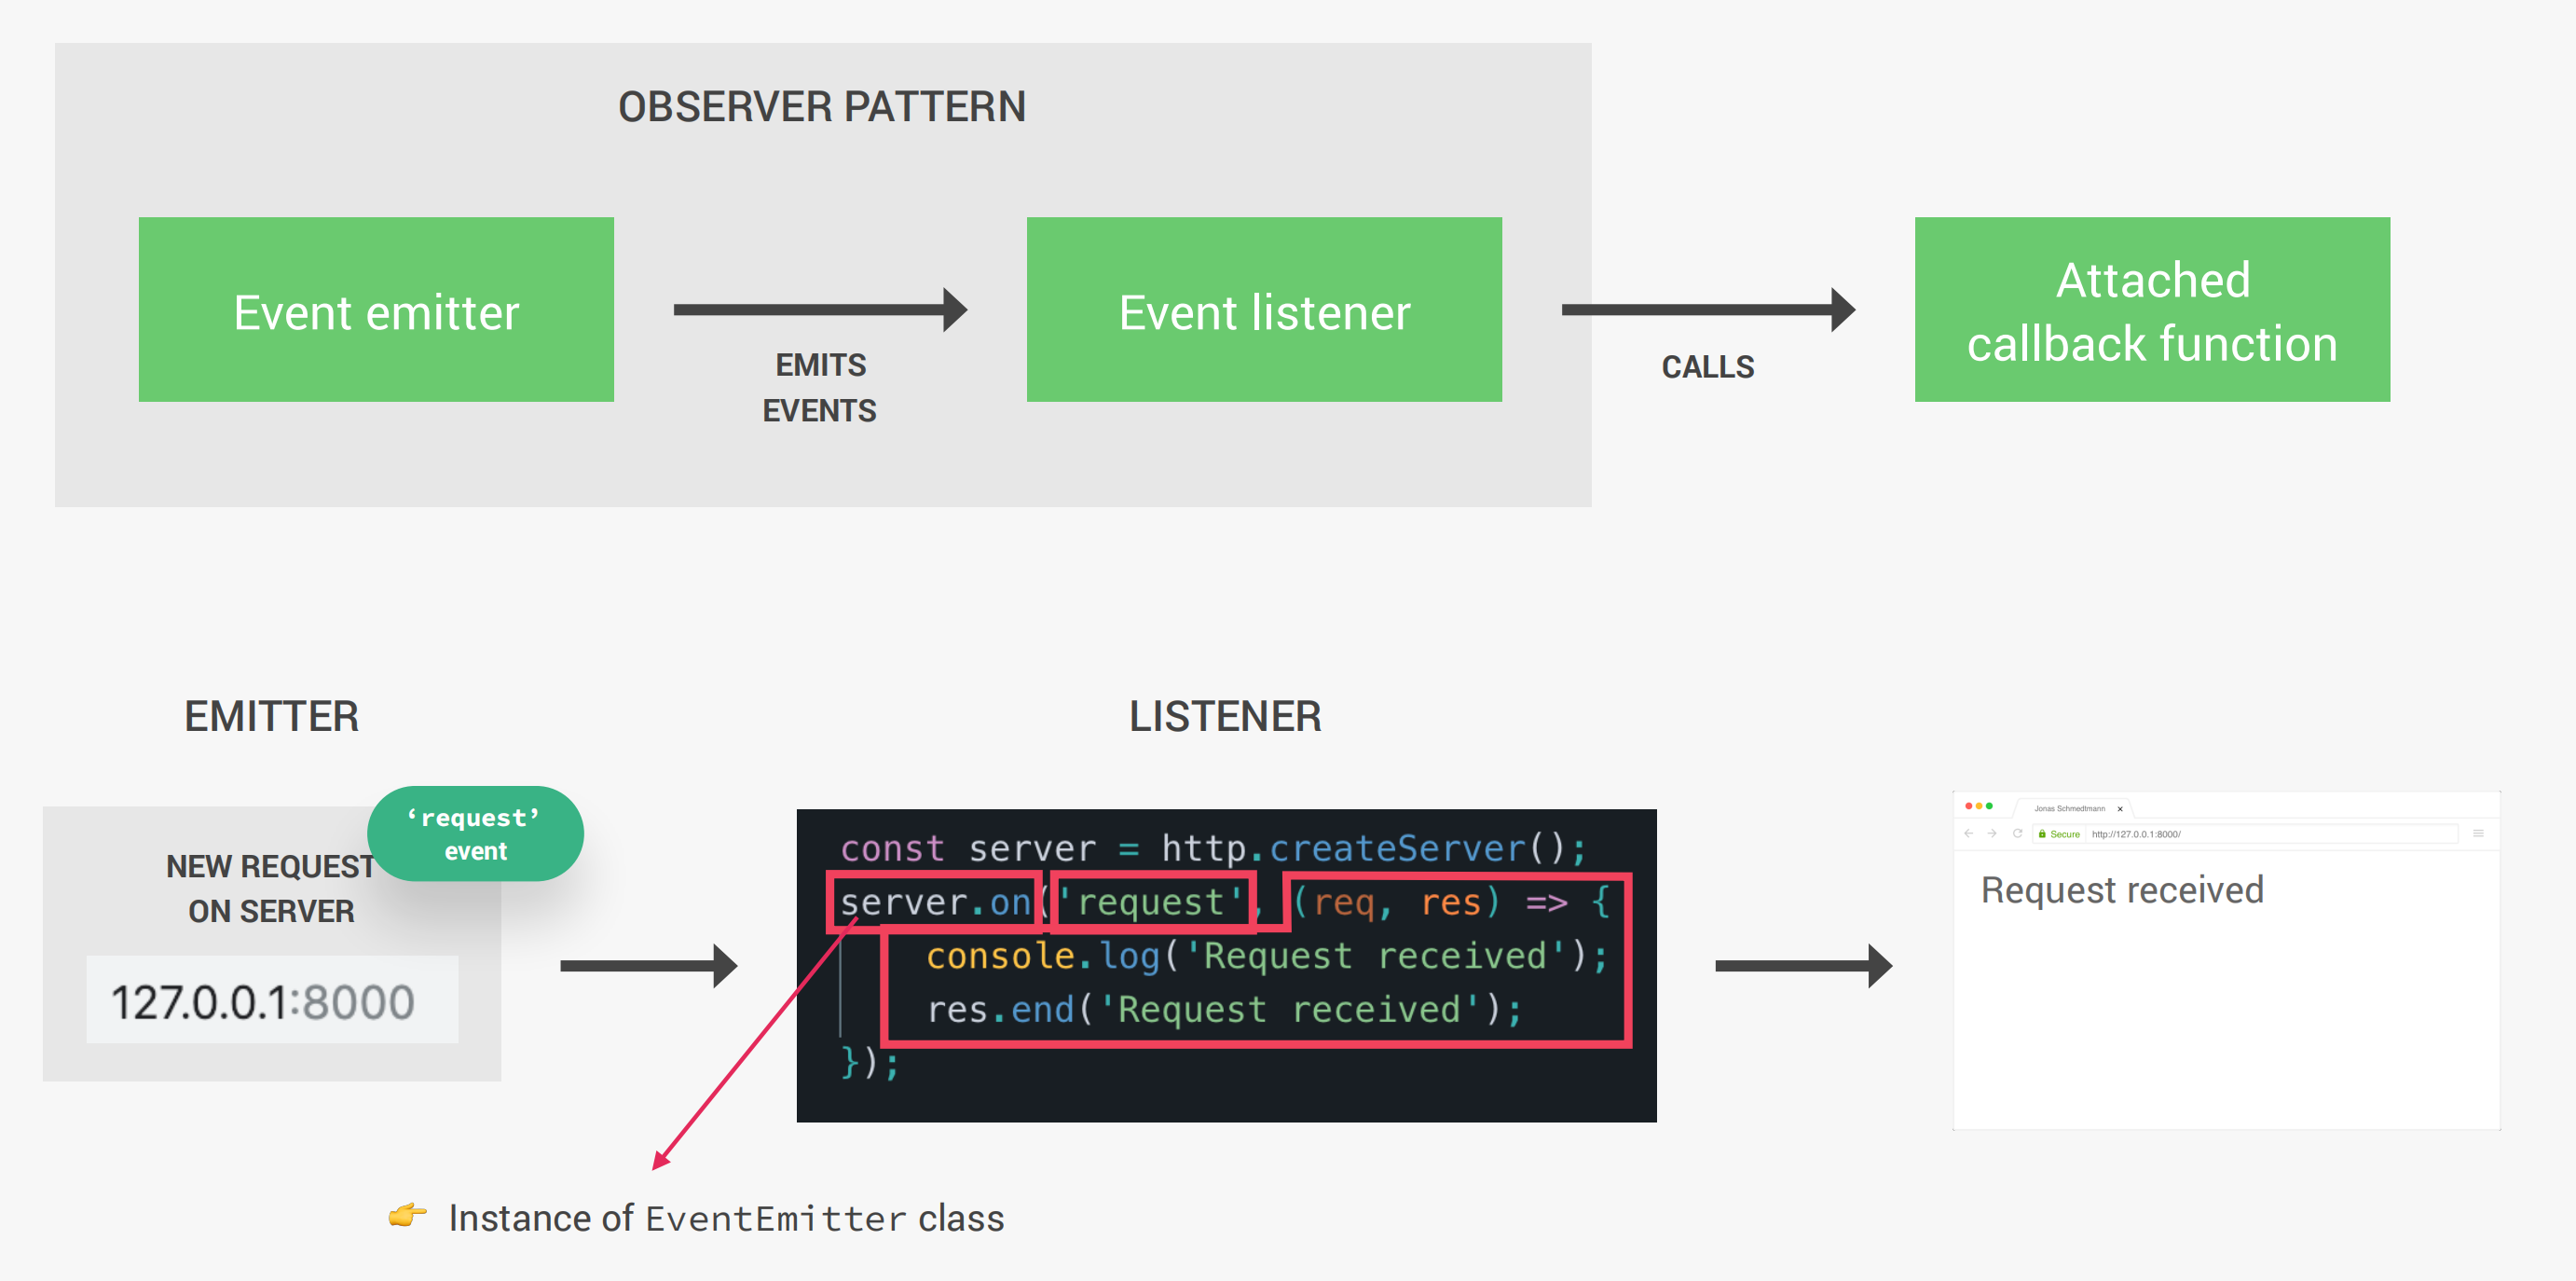 OBSERVER PATTERN
Event emitter
EMITS
EVENTS
Event listener
CALLS
Attached
callback function
EMITTER
‘request’
event
NEW REQUEST
ON SERVER
127.0.0.1:8000
LISTENER
const server = http.createServer();
server.on('request', (req, res) => {
console.log('Request received');
res.end('Request received');
});
👉 Instance of EventEmitter class
Jonas Schmedtmann
Secure http://127.0.0.1:8000/
Request received